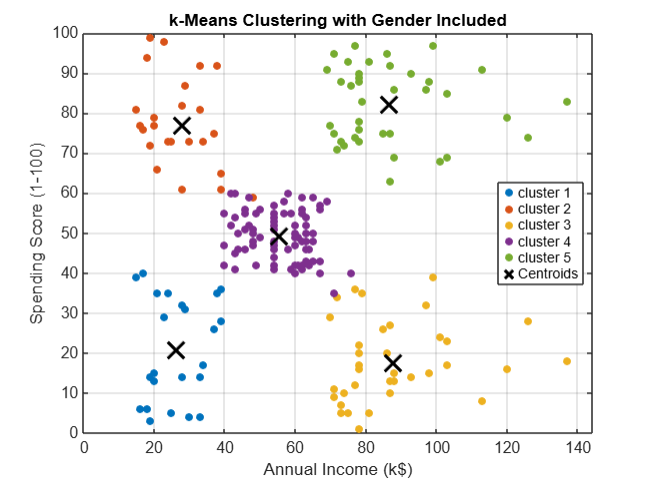 k-Means Clustering with Gender Included
100
90
80
70
60
50
40
30
20
10
0
Spending Score (1-100)
cluster 1
cluster 2
cluster 3
cluster 4
cluster 5
Centroids
0 20 40 60 80 100 120 140
Annual Income (k$)